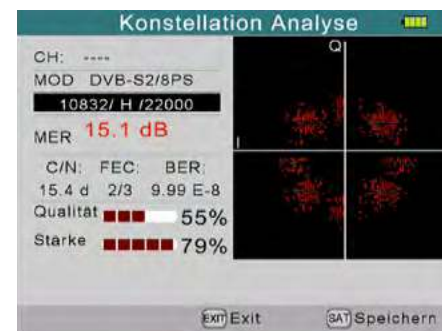 Konstellation Analyse
CH: ----
MOD DVB-S2/8PS
10832/ H /22000
MER 15.1 dB
C/N: FEC: BER:
15.4 d 2/3 9.99 E-8
Qualität 55%
Stärke 79%
Q
I
EXIT Exit SAT Speichern